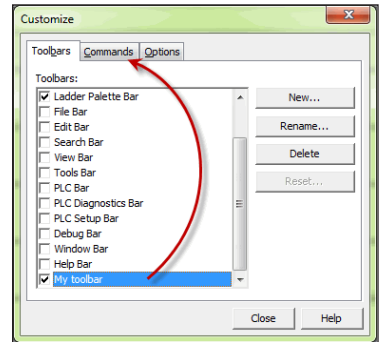 Customize
Toolbars Commands Options
Toolbars:
Ladder Palette Bar
File Bar
Edit Bar
Search Bar
View Bar
Tools Bar
PLC Bar
PLC Diagnostics Bar
PLC Setup Bar
Debug Bar
Window Bar
Help Bar
My toolbar
New...
Rename...
Delete
Reset...
Close Help